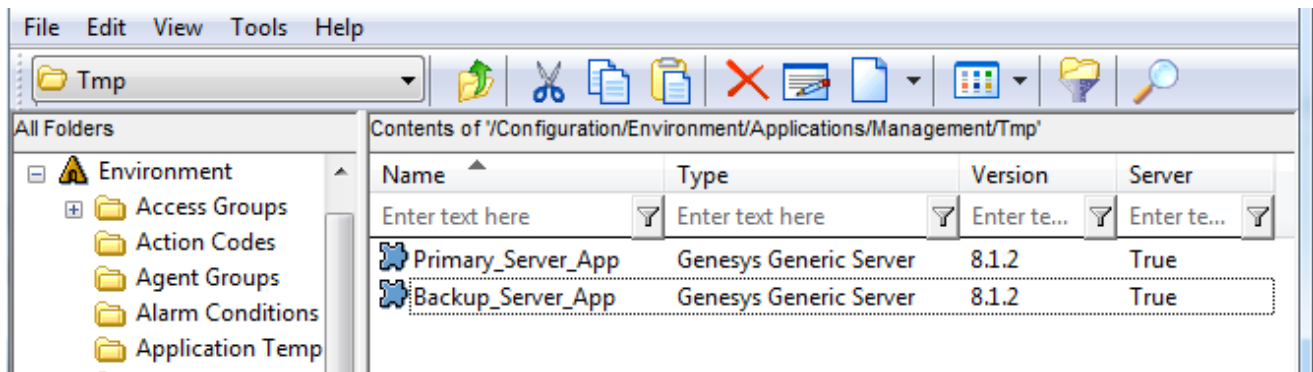 File Edit View Tools Help
Tmp
All Folders
Contents of '/Configuration/Environment/Applications/Management/Tmp'
Environment
Access Groups
Action Codes
Agent Groups
Alarm Conditions
Application Temp
Name Type Version Server
Enter text here Enter text here Enter te... Enter te...
Primary_Server_App Genesys Generic Server 8.1.2 True
Backup_Server_App Genesys Generic Server 8.1.2 True